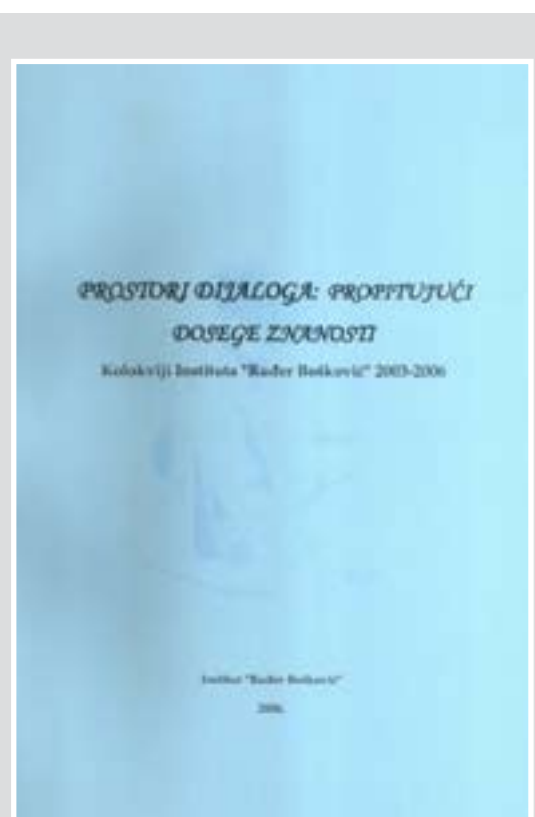 PROSTORI DIJALOGA: PROPITUJUĆI
DOSEGE ZNANOSTI
Kolokviji Instituta "Ruđer Bošković" 2003-2006
Institut "Ruđer Bošković"
2006.